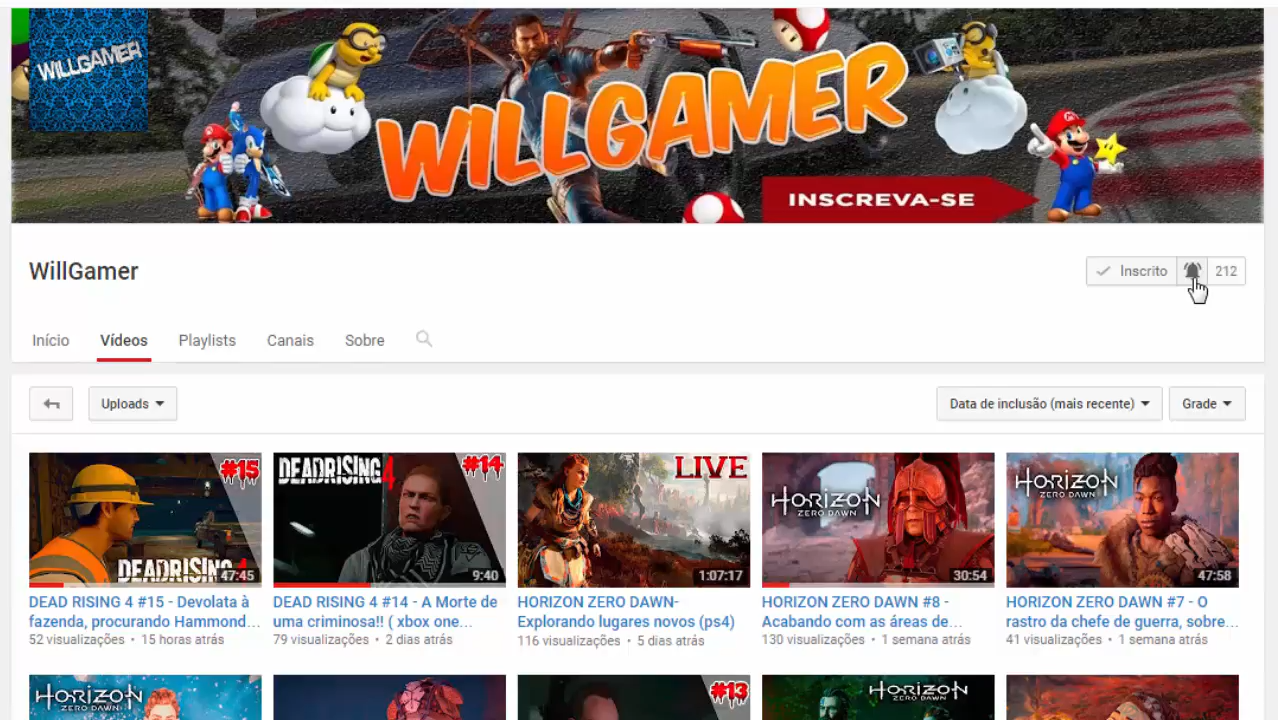 WILLGAMER
WILLGAMER
INSCREVA-SE
WillGamer
Inscrito
212
Início
Vídeos
Playlists
Canais
Sobre
Uploads
Data de inclusão (mais recente)
Grade
#15
DEADRISING 4
47:45
DEAD RISING 4 #15 - Devolata à
fazenda, procurando Hammond...
52 visualizações • 15 horas atrás
DEADRISING 4
#14
9:40
DEAD RISING 4 #14 - A Morte de
uma criminosa!! ( xbox one...
79 visualizações • 2 dias atrás
LIVE
1:07:17
HORIZON ZERO DAWN-
Explorando lugares novos (ps4)
116 visualizações • 5 dias atrás
HORIZON
ZERO DAWN
30:54
HORIZON ZERO DAWN #8 -
Acabando com as áreas de...
130 visualizações • 1 semana atrás
HORIZON
ZERO DAWN
47:58
HORIZON ZERO DAWN #7 - O
rastro da chefe de guerra, sobre...
41 visualizações • 1 semana atrás
HORIZON
ZERO DAWN
#13
HORIZON
ZERO DAWN